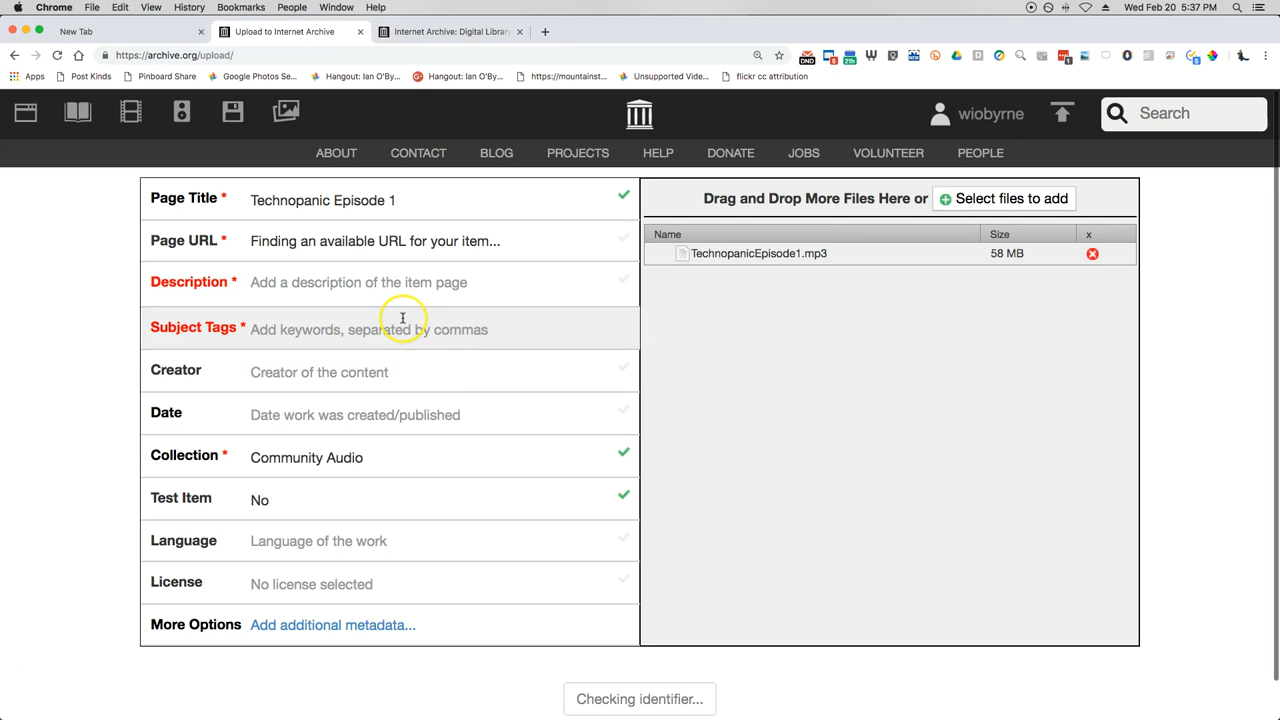 Chrome File Edit View History Bookmarks People Window Help Wed Feb 20 5:37 PM
New Tab Upload to Internet Archive Internet Archive: Digital Library
https://archive.org/upload/
Apps Post Kinds Pinboard Share Google Photos Se... Hangout: Ian O'By... Hangout: Ian O'By... https://mountainst... Unsupported Vide... flickr cc attribution
wiobyrne Search
ABOUT CONTACT BLOG PROJECTS HELP DONATE JOBS VOLUNTEER PEOPLE
Page Title * Technopanic Episode 1
Page URL * Finding an available URL for your item...
Description * Add a description of the item page
Subject Tags * Add keywords, separated by commas
Creator Creator of the content
Date Date work was created/published
Collection * Community Audio
Test Item No
Language Language of the work
License No license selected
More Options Add additional metadata...
Drag and Drop More Files Here or Select files to add
Name Size x
TechnopanicEpisode1.mp3 58 MB
Checking identifier...